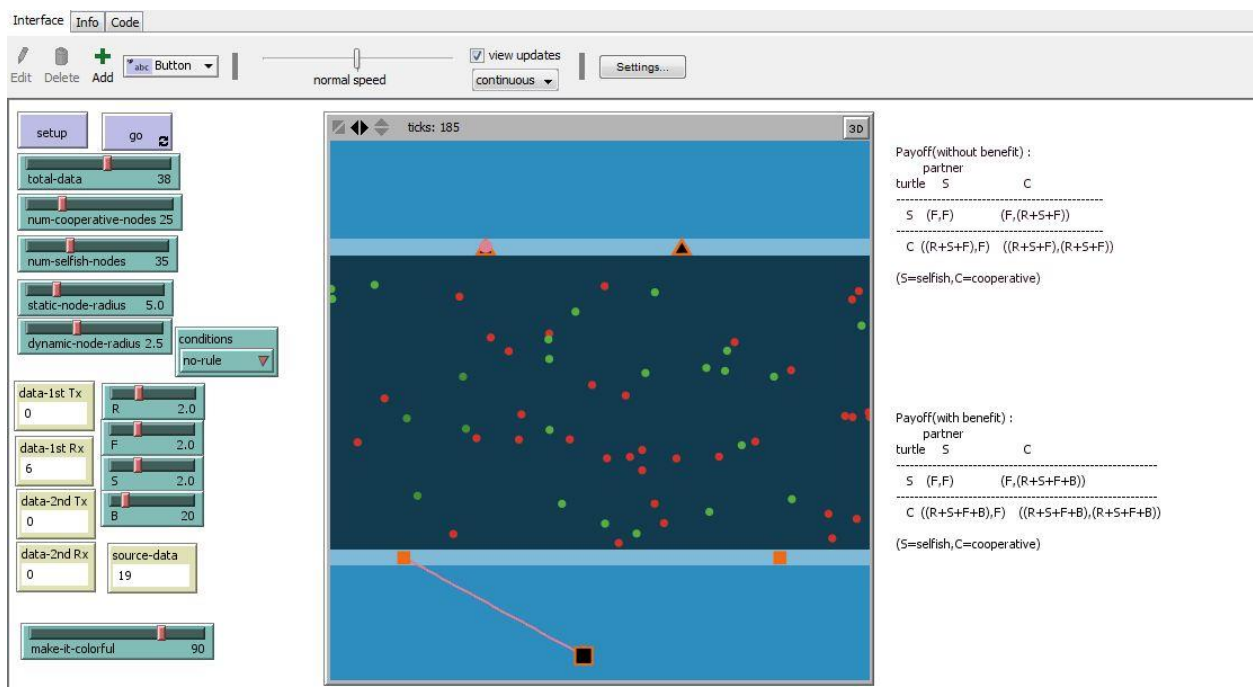 Interface Info Code
Edit Delete Add abc Button normal speed view updates continuous Settings...
setup go
ticks: 185 3D
total-data 38
num-cooperative-nodes 25
num-selfish-nodes 35
static-node-radius 5.0
dynamic-node-radius 2.5
conditions
no-rule
data-1st Tx
0
R 2.0
F 2.0
data-1st Rx
6
S 2.0
B 20
data-2nd Tx
0
data-2nd Rx
0
source-data
19
make-it-colorful 90
Payoff(without benefit) :
partner
turtle S C
--------------------------------------------------
S (F,F) (F,(R+S+F))
--------------------------------------------------
C ((R+S+F),F) ((R+S+F),(R+S+F))
(S=selfish,C=cooperative)
Payoff(with benefit) :
partner
turtle S C
---------------------------------------------------------------
S (F,F) (F,(R+S+F+B))
---------------------------------------------------------------
C ((R+S+F+B),F) ((R+S+F+B),(R+S+F+B))
(S=selfish,C=cooperative)